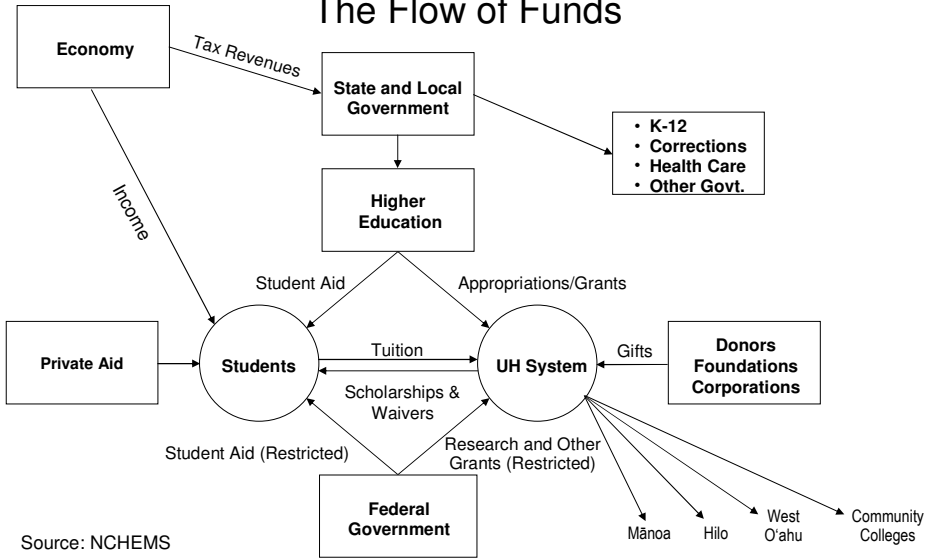 The Flow of Funds
Economy
Tax Revenues
State and Local
Government
• K-12
• Corrections
• Health Care
• Other Govt.
Income
Higher
Education
Student Aid
Appropriations/Grants
Private Aid
Students
Tuition
UH System
Gifts
Donors
Foundations
Corporations
Scholarships &
Waivers
Student Aid (Restricted)
Research and Other
Grants (Restricted)
Federal
Government
Mānoa
Hilo
West
O‘ahu
Community
Colleges
Source: NCHEMS